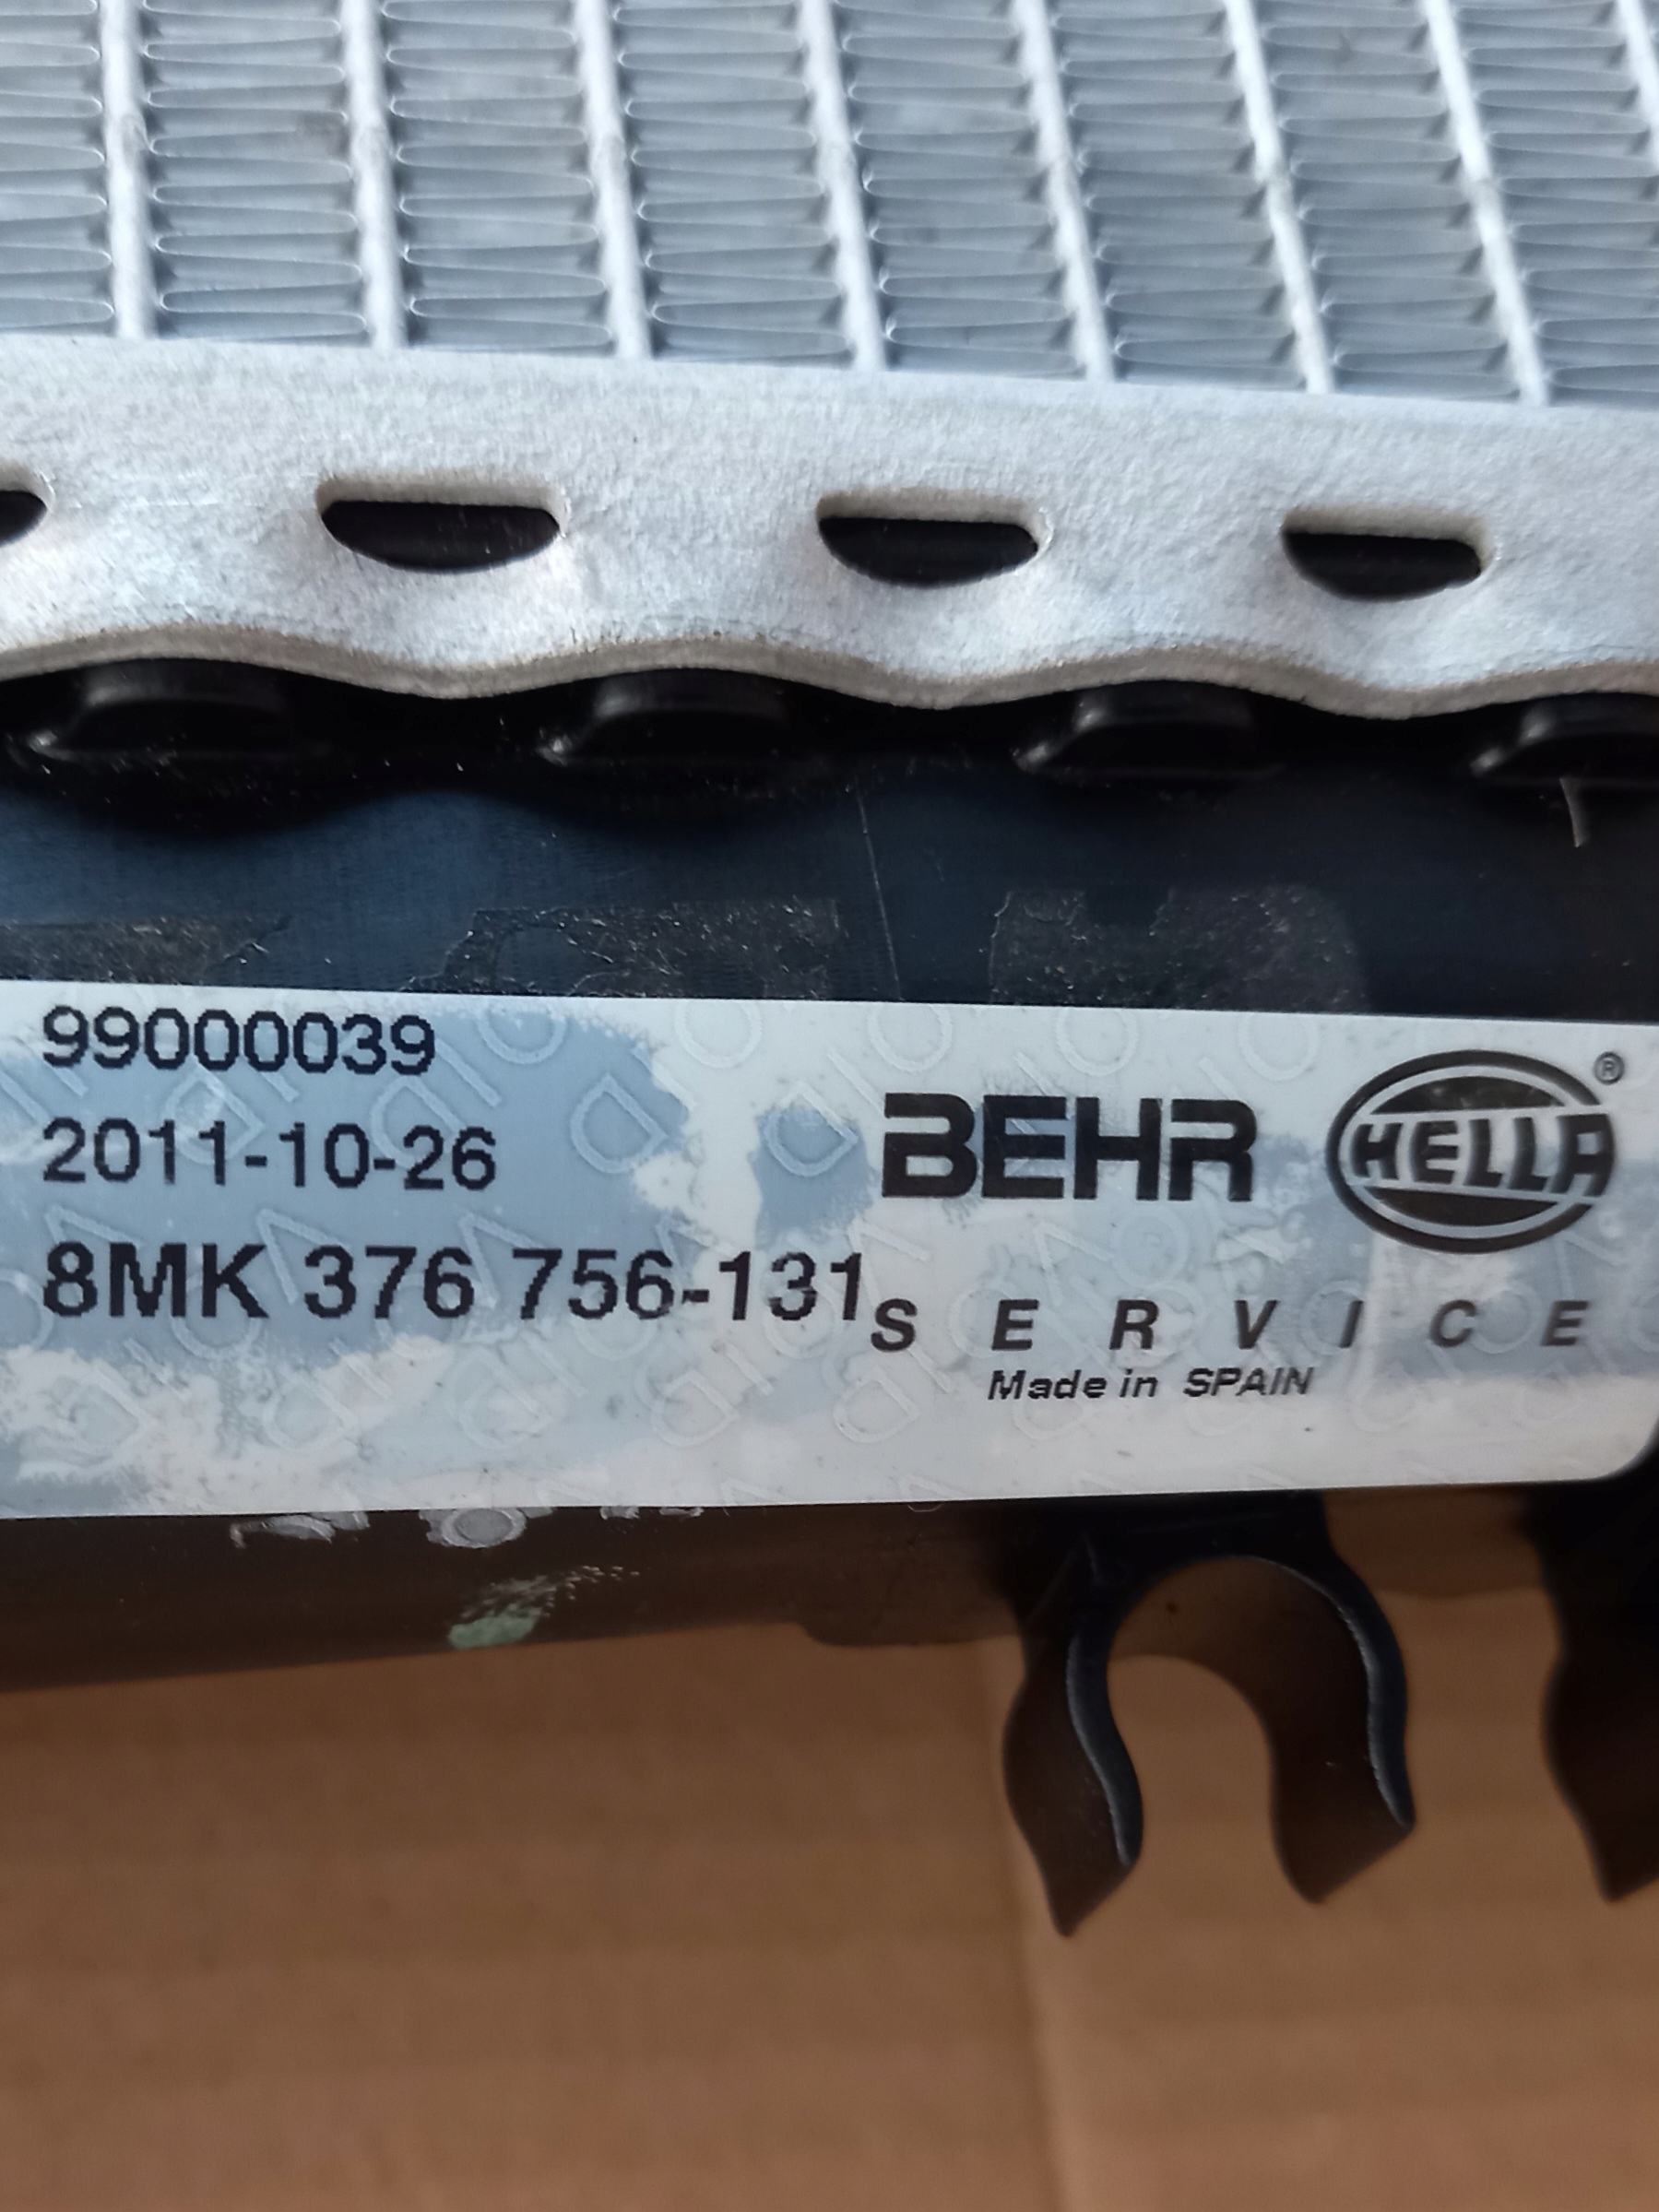 99000039
2011-10-26
8MK 376 756-131
BEHR HELLA®
SERVICE
Made in SPAIN